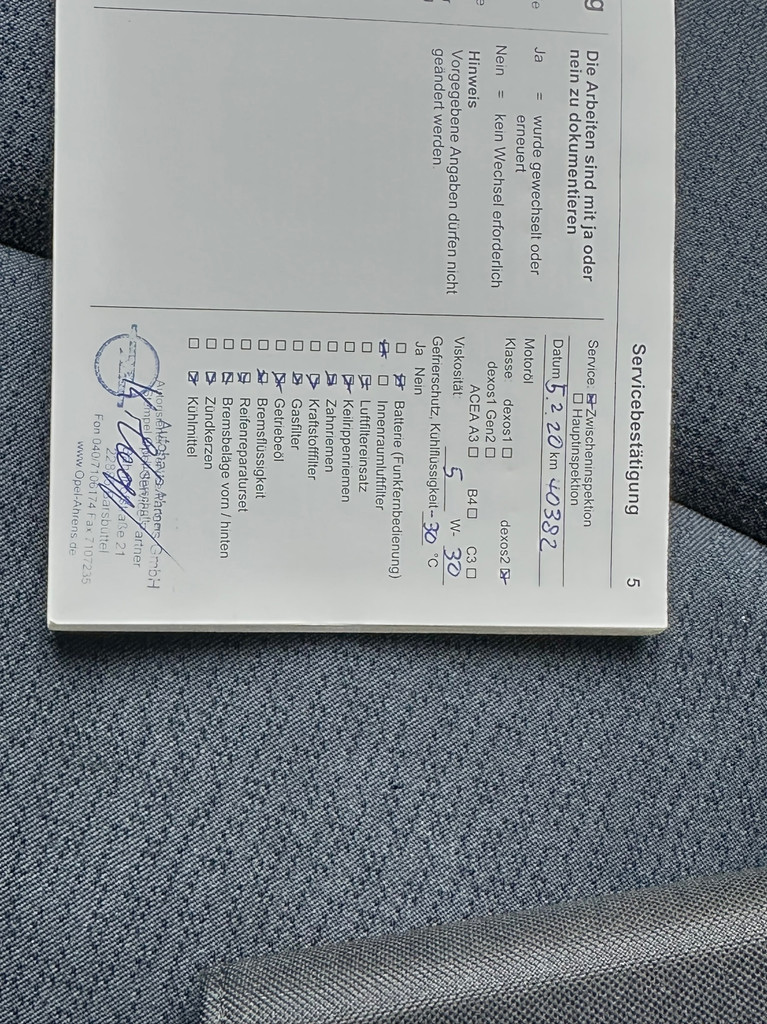 g
e
e
Die Arbeiten sind mit ja oder
nein zu dokumentieren
Ja = wurde gewechselt oder
erneuert
Nein = kein Wechsel erforderlich
Hinweis
Vorgegebene Angaben dürfen nicht
geändert werden.
Servicebestätigung 5
Service: ☒ Zwischeninspektion
☐ Hauptinspektion
Datum 5.2.20 km 40382
Motoröl
Klasse: dexos1 ☐ dexos2 ☒
dexos1 Gen2 ☐
ACEA A3 ☐ B4 ☐ C3 ☐
Viskosität: 5 W- 30
Gefrierschutz, Kühlflüssigkeit -30 °C
Ja Nein
☐ ☒ Batterie (Funkfernbedienung)
☒ ☐ Innenraumluftfilter
☐ ☒ Luftfiltereinsatz
☐ ☒ Keilrippenriemen
☐ ☒ Zahnriemen
☐ ☒ Kraftstofffilter
☐ ☒ Gasfilter
☐ ☒ Getriebeöl
☐ ☒ Bremsflüssigkeit
☐ ☒ Reifenreparaturset
☐ ☒ Bremsbeläge vorn / hinten
☐ ☒ Zündkerzen
☐ ☒ Kühlmittel
Autohaus Ahrens GmbH
21
Fon 040/7106174 Fax 7107235
www.Opel-Ahrens.de